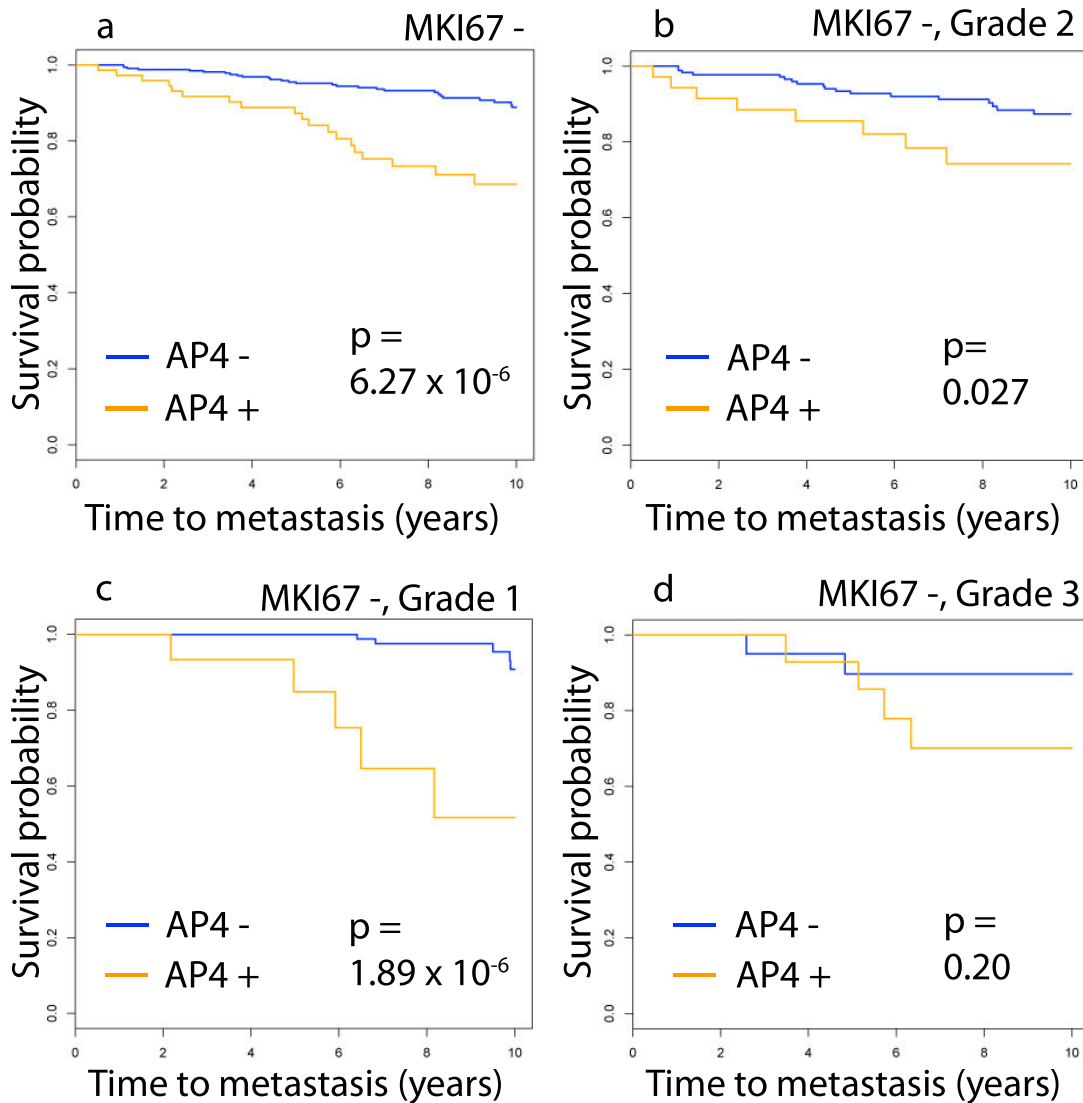 a
MKI67 -
Survival probability
1.0
0.8
0.6
0.4
0.2
0.0
AP4 -
AP4 +
p =
6.27 x 10⁻⁶
0 2 4 6 8 10
Time to metastasis (years)
b
MKI67 -, Grade 2
Survival probability
1.0
0.8
0.6
0.4
0.2
0.0
AP4 -
AP4 +
p=
0.027
0 2 4 6 8 10
Time to metastasis (years)
c
MKI67 -, Grade 1
Survival probability
1.0
0.8
0.6
0.4
0.2
0.0
AP4 -
AP4 +
p =
1.89 x 10⁻⁶
0 2 4 6 8 10
Time to metastasis (years)
d
MKI67 -, Grade 3
Survival probability
1.0
0.8
0.6
0.4
0.2
0.0
AP4 -
AP4 +
p =
0.20
0 2 4 6 8 10
Time to metastasis (years)